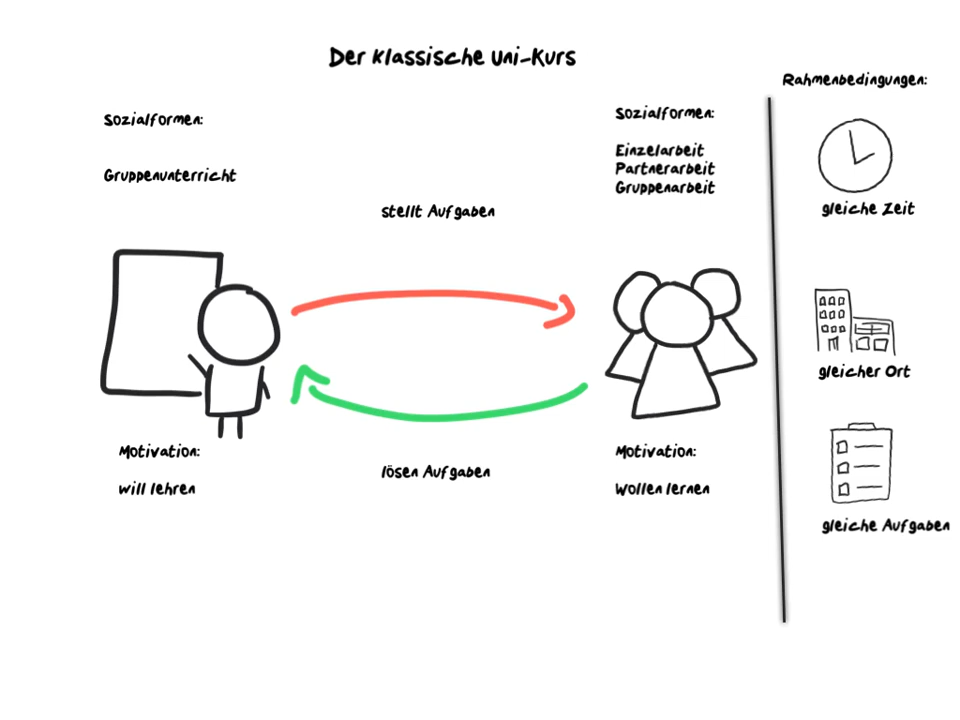 Der klassische Uni-Kurs
Sozialformen:
Gruppenunterricht
stellt Aufgaben
Sozialformen:
Einzelarbeit
Partnerarbeit
Gruppenarbeit
Motivation:
will lehren
lösen Aufgaben
Motivation:
Wollen lernen
Rahmenbedingungen:
gleiche Zeit
gleicher Ort
gleiche Aufgaben